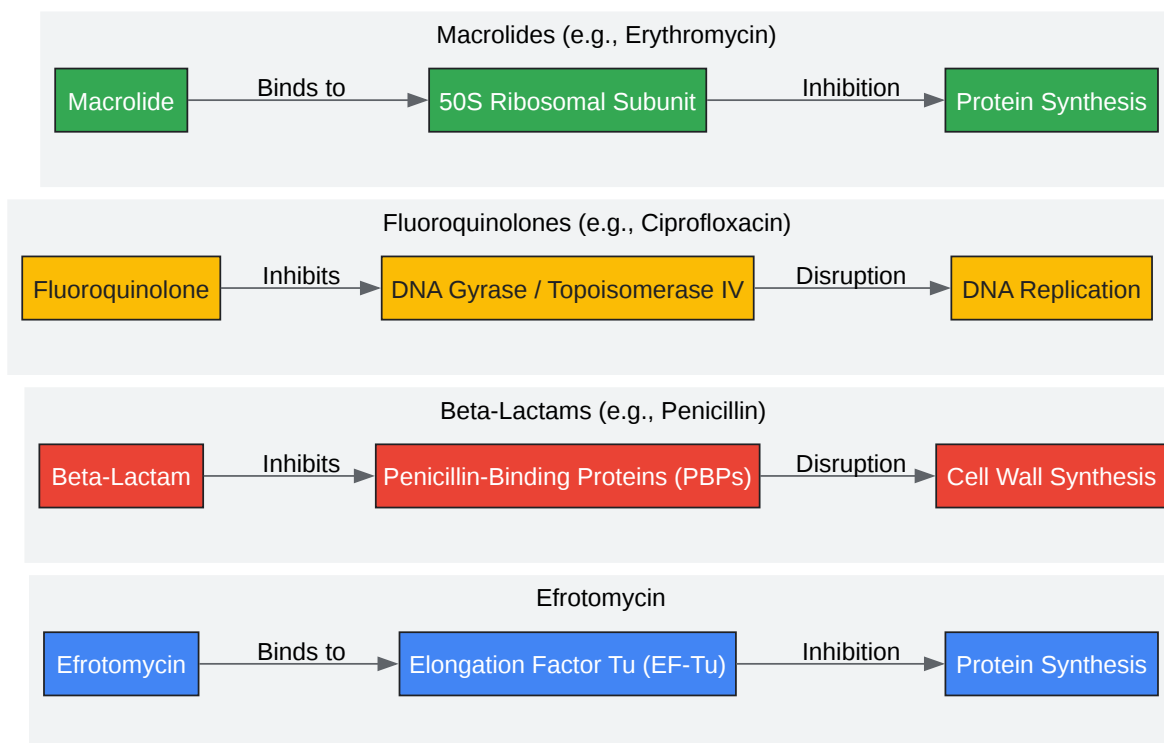 Macrolides (e.g., Erythromycin)
Macrolide
Binds to
50S Ribosomal Subunit
Inhibition
Protein Synthesis
Fluoroquinolones (e.g., Ciprofloxacin)
Fluoroquinolone
Inhibits
DNA Gyrase / Topoisomerase IV
Disruption
DNA Replication
Beta-Lactams (e.g., Penicillin)
Beta-Lactam
Inhibits
Penicillin-Binding Proteins (PBPs)
Disruption
Cell Wall Synthesis
Efrotomycin
Efrotomycin
Binds to
Elongation Factor Tu (EF-Tu)
Inhibition
Protein Synthesis